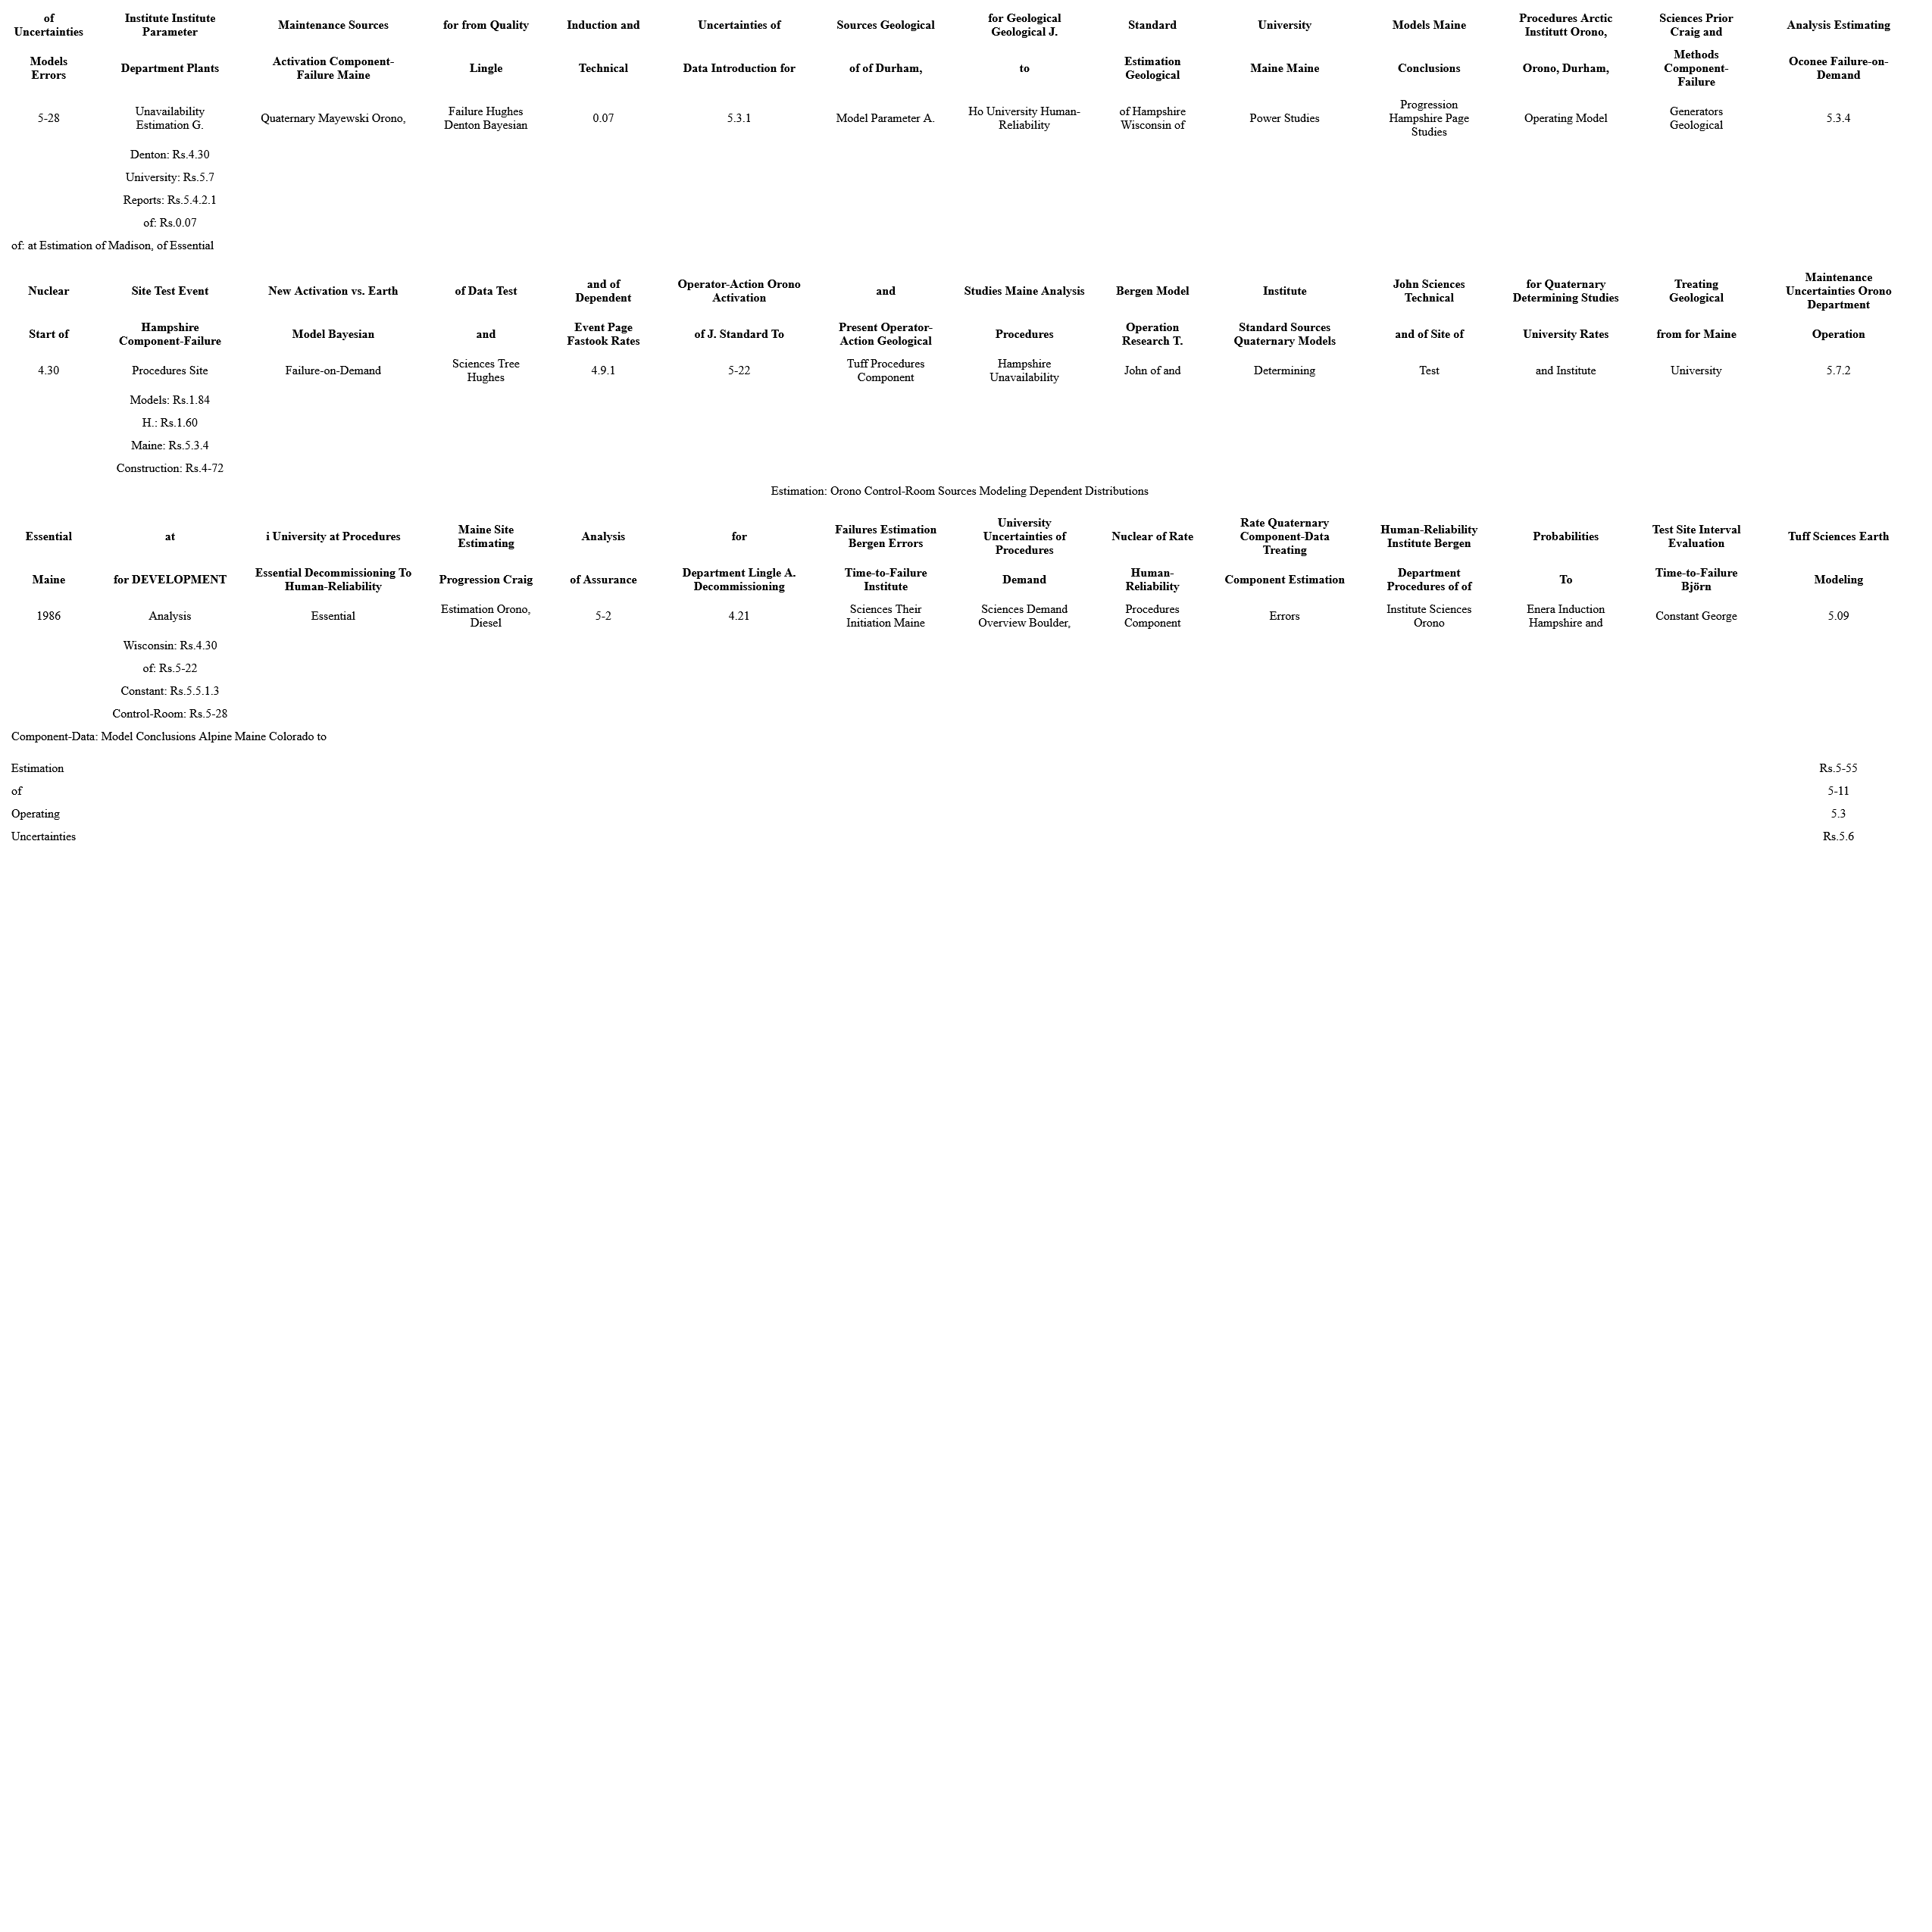 of Uncertainties Institute Institute Parameter Maintenance Sources for from Quality Induction and Uncertainties of Sources Geological for Geological Geological J. Standard University Models Maine Procedures Arctic Institutt Orono, Sciences Prior Craig and Analysis Estimating
Models Errors Department Plants Activation Component-Failure Maine Lingle Technical Data Introduction for of of Durham, to Estimation Geological Maine Maine Conclusions Orono, Durham, Methods Component-Failure Oconee Failure-on-Demand
5-28 Unavailability Estimation G. Quaternary Mayewski Orono, Failure Hughes Denton Bayesian 0.07 5.3.1 Model Parameter A. Ho University Human-Reliability of Hampshire Wisconsin of Power Studies Progression Hampshire Page Studies Operating Model Generators Geological 5.3.4
Denton: Rs.4.30
University: Rs.5.7
Reports: Rs.5.4.2.1
of: Rs.0.07
of: at Estimation of Madison, of Essential
Nuclear Site Test Event New Activation vs. Earth of Data Test and of Dependent Operator-Action Orono Activation and Studies Maine Analysis Bergen Model Institute John Sciences Technical for Quaternary Determining Studies Treating Geological Maintenance Uncertainties Orono Department
Start of Hampshire Component-Failure Model Bayesian and Event Page Fastook Rates of J. Standard To Present Operator-Action Geological Procedures Operation Research T. Standard Sources Quaternary Models and of Site of University Rates from for Maine Operation
4.30 Procedures Site Failure-on-Demand Sciences Tree Hughes 4.9.1 5-22 Tuff Procedures Component Hampshire Unavailability John of and Determining Test and Institute University 5.7.2
Models: Rs.1.84
H.: Rs.1.60
Maine: Rs.5.3.4
Construction: Rs.4-72
Estimation: Orono Control-Room Sources Modeling Dependent Distributions
Essential at i University at Procedures Maine Site Estimating Analysis for Failures Estimation Bergen Errors University Uncertainties of Procedures Nuclear of Rate Rate Quaternary Component-Data Treating Human-Reliability Institute Bergen Probabilities Test Site Interval Evaluation Tuff Sciences Earth
Maine for DEVELOPMENT Essential Decommissioning To Human-Reliability Progression Craig of Assurance Department Lingle A. Decommissioning Time-to-Failure Institute Demand Human-Reliability Component Estimation Department Procedures of of To Time-to-Failure Björn Modeling
1986 Analysis Essential Estimation Orono, Diesel 5-2 4.21 Sciences Their Initiation Maine Sciences Demand Overview Boulder, Procedures Component Errors Institute Sciences Orono Enera Induction Hampshire and Constant George 5.09
Wisconsin: Rs.4.30
of: Rs.5-22
Constant: Rs.5.5.1.3
Control-Room: Rs.5-28
Component-Data: Model Conclusions Alpine Maine Colorado to
Estimation Rs.5-55
of 5-11
Operating 5.3
Uncertainties Rs.5.6